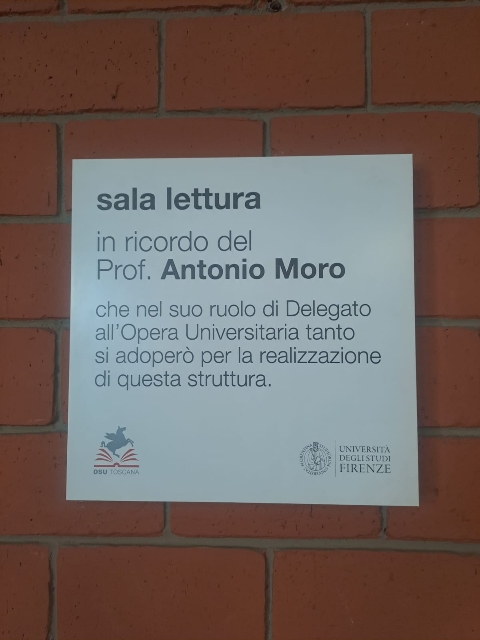 sala lettura
in ricordo del
Prof. Antonio Moro
che nel suo ruolo di Delegato
all'Opera Universitaria tanto
si adoperò per la realizzazione
di questa struttura.
DSU TOSCANA
UNIVERSITÀ
DEGLI STUDI
FIRENZE